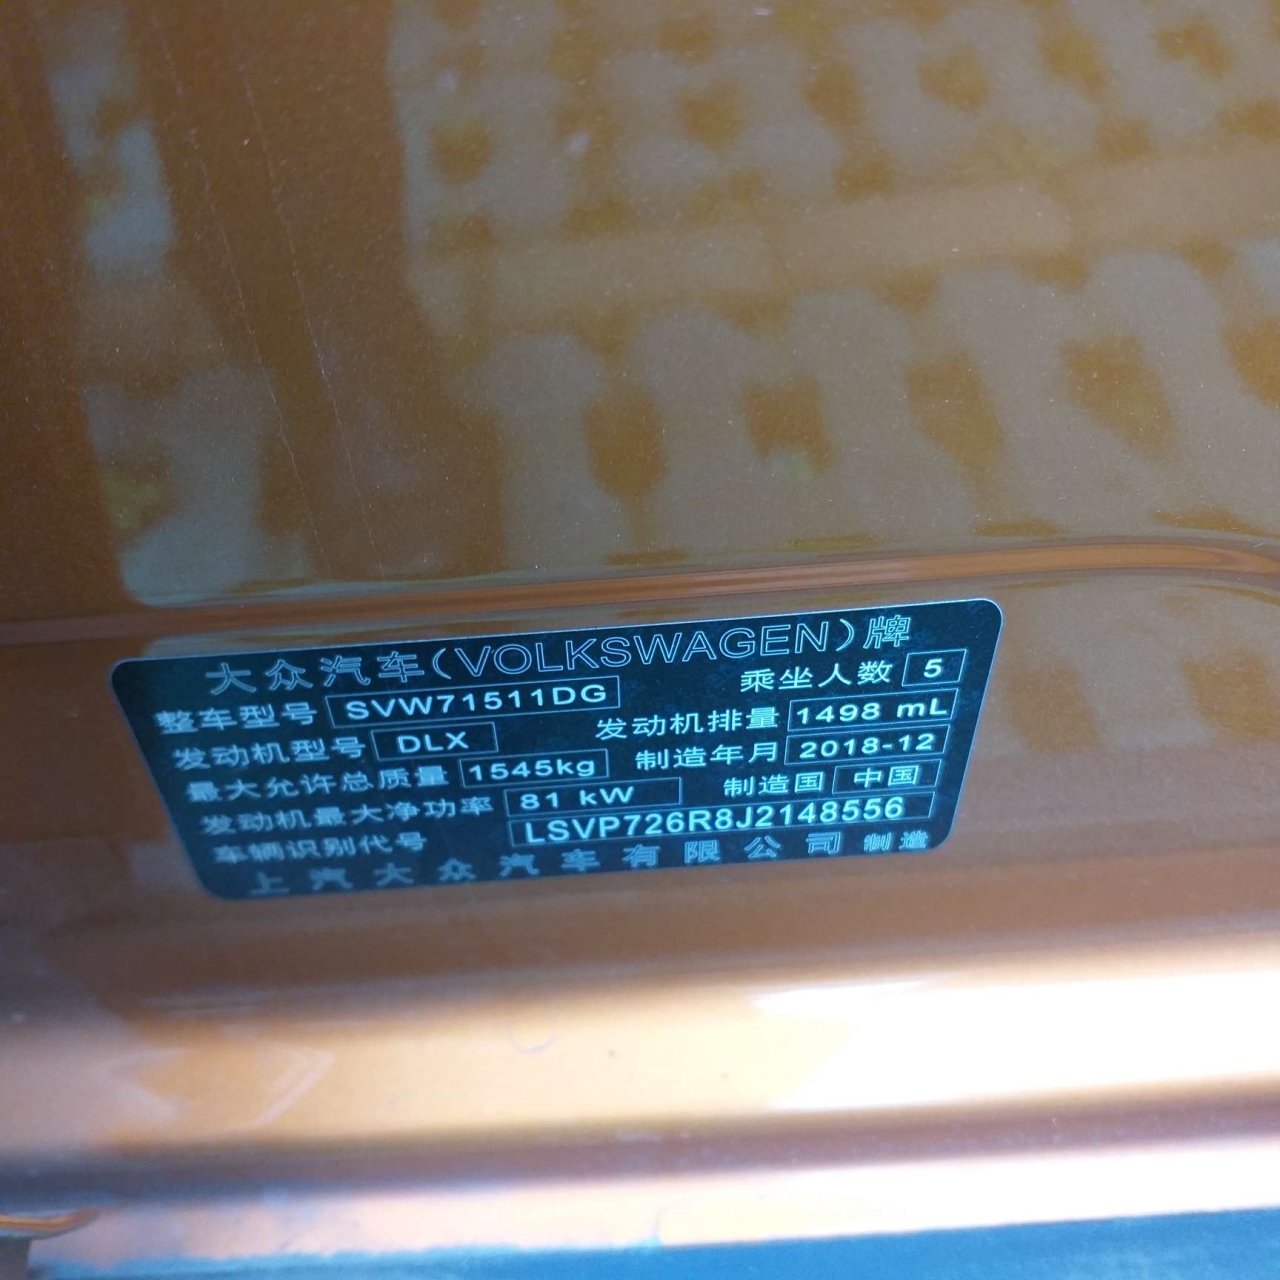 大众汽车(VOLKSWAGEN)牌
整车型号 SVW71511DG 乘坐人数 5
发动机型号 DLX 发动机排量 1498 mL
最大允许总质量 1545kg 制造年月 2018-12
发动机最大净功率 81 kW 制造国 中国
车辆识别代号 LSVP726R8J2148556
上汽大众汽车有限公司 制造